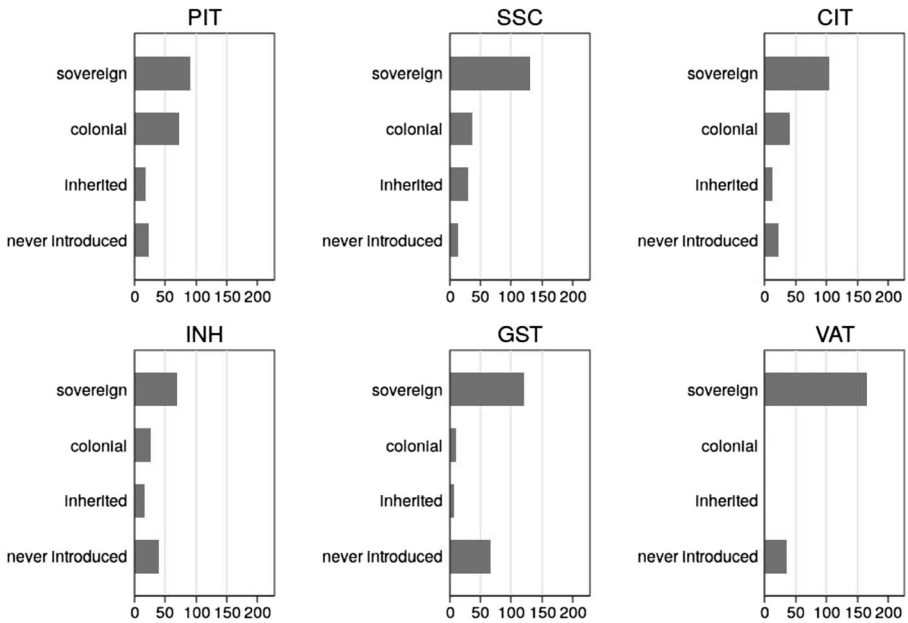 PIT
SSC
CIT
sovereign
colonial
Inherited
never Introduced
0 50 100 150 200
sovereign
colonial
Inherited
never Introduced
0 50 100 150 200
sovereign
colonial
Inherited
never Introduced
0 50 100 150 200
INH
GST
VAT
sovereign
colonial
Inherited
never Introduced
0 50 100 150 200
sovereign
colonial
Inherited
never Introduced
0 50 100 150 200
sovereign
colonial
Inherited
never Introduced
0 50 100 150 200